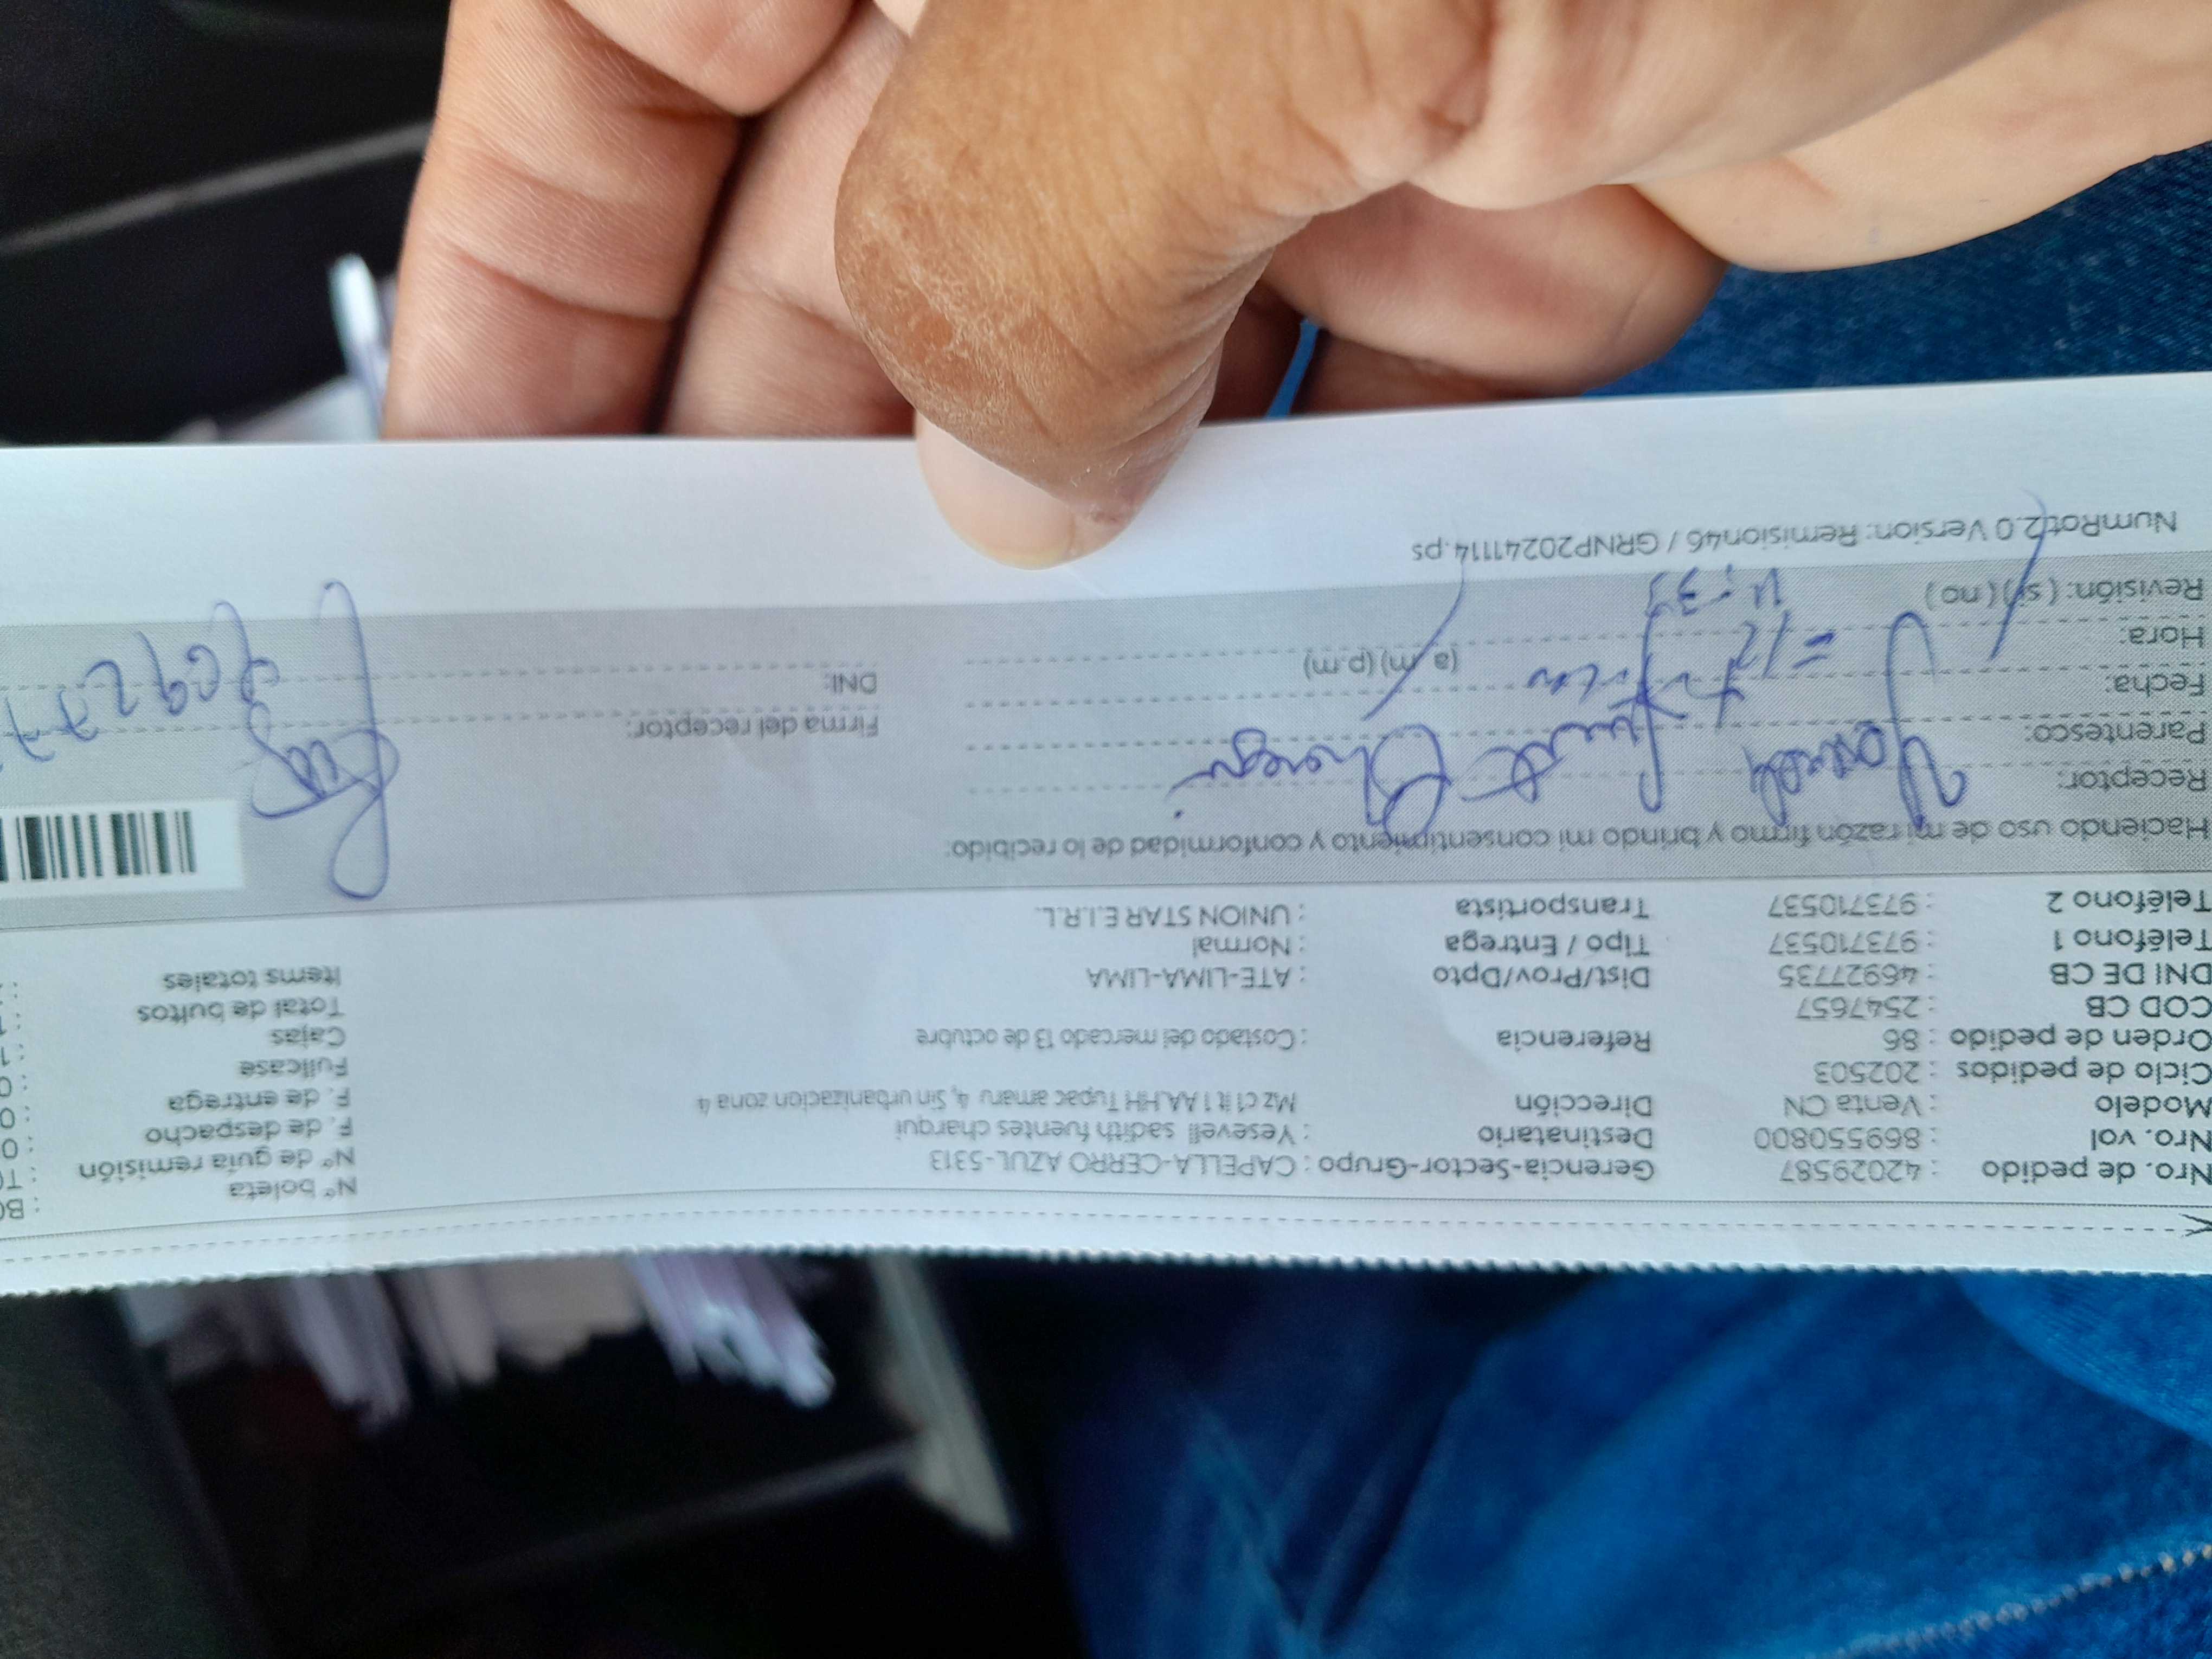 Nro. de pedido : 42029587 Gerencia-Sector-Grupo : CAPELLA-CERRO AZUL-5313 N° boleta
Nro. vol : 869550800 Destinatario : Yesevell sadith fuentes charqui N° de guía remisión
Modelo : Venta CN Dirección Mz c1 lt 1 AA.HH Tupac amaru 4, Sin urbanizacion zona 4 F. de despacho
Ciclo de pedidos : 202503 F. de entrega
Orden de pedido : 86 Referencia : Costado del mercado 13 de octubre Fullcase
COD CB : 2547657 Cajas
DNI DE CB : 46927735 Dist/Prov/Dpto : ATE-LIMA-LIMA Total de bultos
Teléfono 1 : 973710537 Tipo / Entrega : Normal Items totales
Teléfono 2 : 973710537 Transportista : UNION STAR E.I.R.L.
Haciendo uso de mi razón firmo y brindo mi consentimiento y conformidad de lo recibido:
Receptor:
Parentesco: Firma del receptor:
Fecha: DNI:
Hora: = 12 (a.m) (p.m)
Revisión: (si) (no)
NumRot2.0 Version: Remision46 / GRNP20241114.ps